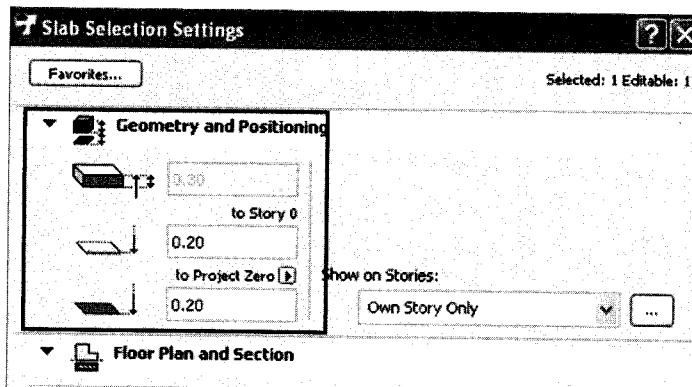 Slab Selection Settings
Favorites...
Selected: 1 Editable: 1
Geometry and Positioning
0.30
to Story 0
0.20
to Project Zero
Show on Stories:
0.20
Own Story Only
...
Floor Plan and Section